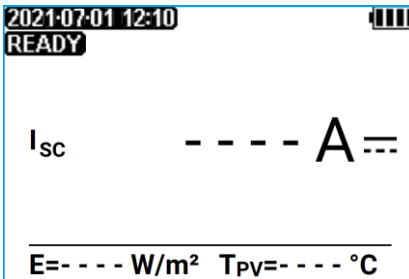 2021-07-01 12:10
READY
ISC - - - - A
E=- - - - W/m² TPV=- - - - °C